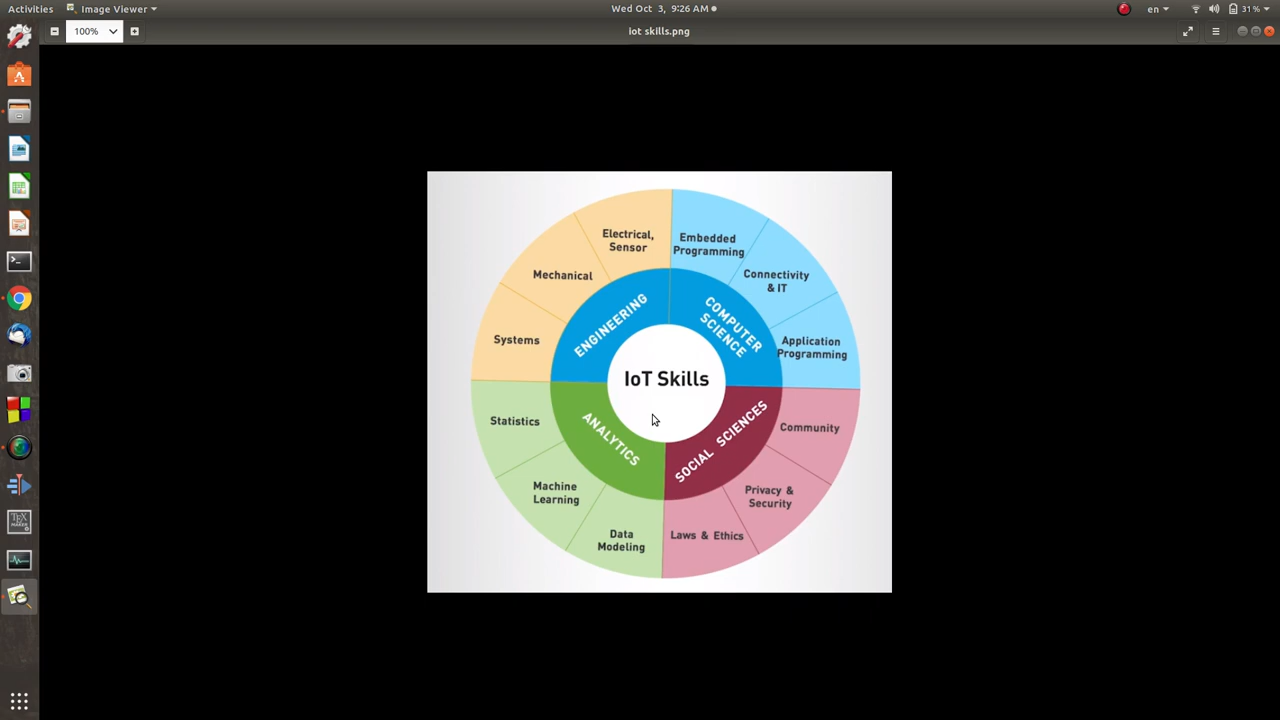 Activities
Image Viewer
Wed Oct 3, 9:26 AM
en
31%
100%
iot skills.png
Electrical,
Sensor
Embedded
Programming
Mechanical
Connectivity
& IT
Systems
ENGINEERING
COMPUTER
SCIENCE
Application
Programming
IoT Skills
Statistics
ANALYTICS
SOCIAL SCIENCES
Community
Machine
Learning
Privacy &
Security
Data
Modeling
Laws & Ethics